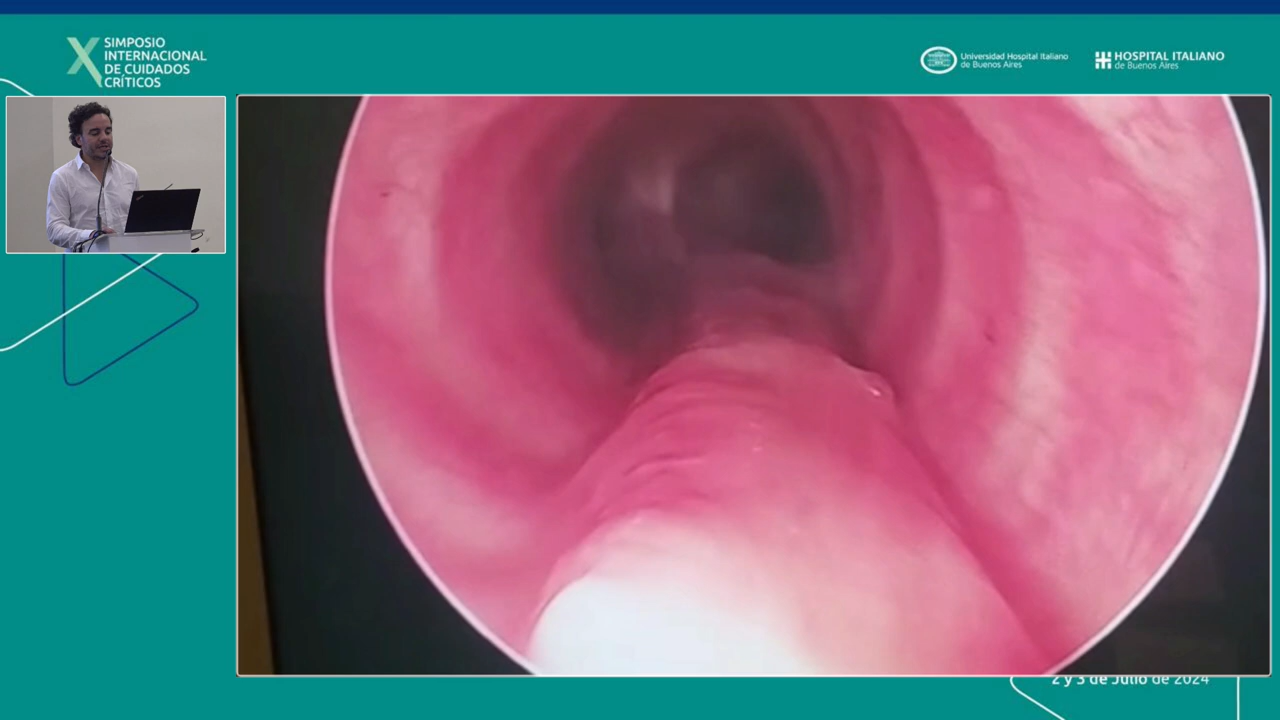 SIMPOSIO
INTERNACIONAL
DE CUIDADOS
CRÍTICOS
Universidad Hospital Italiano
de Buenos Aires
HOSPITAL ITALIANO
de Buenos Aires
2 y 3 de Julio de 2024